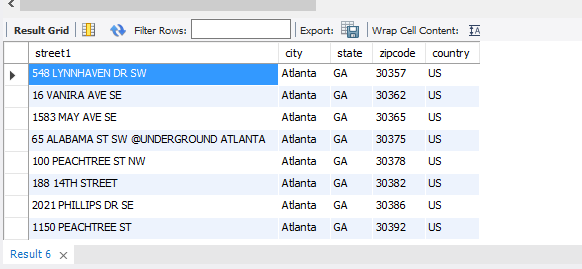 Result Grid Filter Rows: Export: Wrap Cell Content: IA
street1 city state zipcode country
548 LYNNHAVEN DR SW Atlanta GA 30357 US
16 VANIRA AVE SE Atlanta GA 30362 US
1583 MAY AVE SE Atlanta GA 30365 US
65 ALABAMA ST SW @UNDERGROUND ATLANTA Atlanta GA 30375 US
100 PEACHTREE ST NW Atlanta GA 30378 US
188 14TH STREET Atlanta GA 30382 US
2021 PHILLIPS DR SE Atlanta GA 30386 US
1150 PEACHTREE ST Atlanta GA 30392 US
Result 6 ×